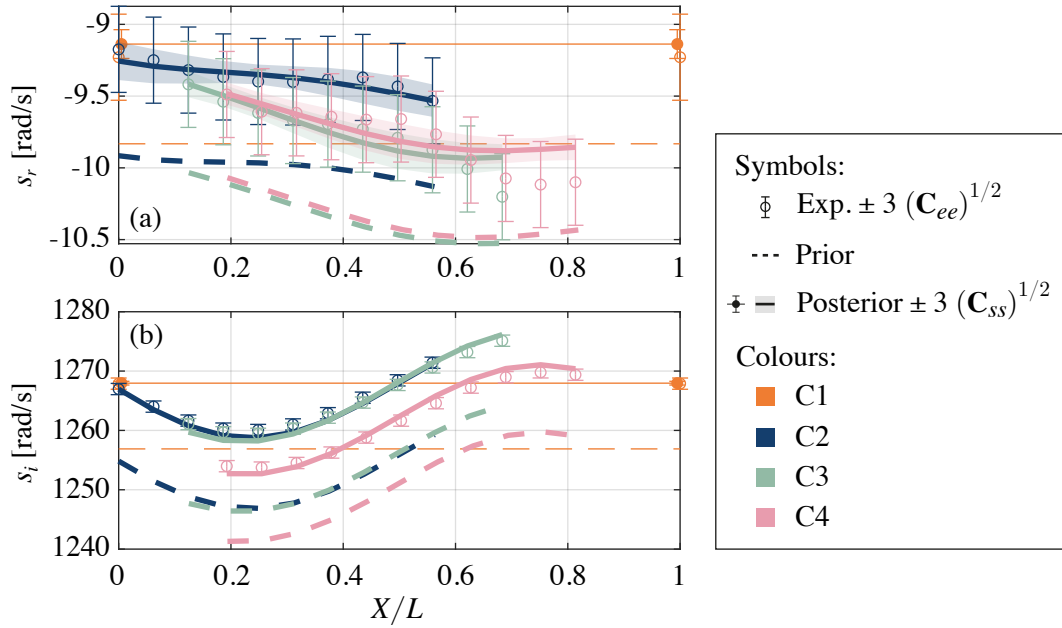 -9
-9.5
-10
-10.5
s_r [rad/s]
(a)
0 0.2 0.4 0.6 0.8 1
1280
1270
1260
1250
1240
s_i [rad/s]
(b)
0 0.2 0.4 0.6 0.8 1
X/L
Symbols:
Exp. ± 3 (C_ee)^1/2
Prior
Posterior ± 3 (C_ss)^1/2
Colours:
C1
C2
C3
C4